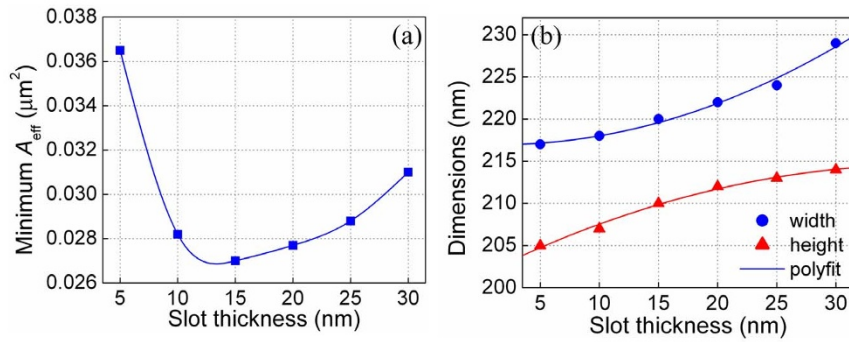 (a)
Minimum A_eff (μm²)
0.038
0.036
0.034
0.032
0.030
0.028
0.026
5 10 15 20 25 30
Slot thickness (nm)
(b)
Dimensions (nm)
230
225
220
215
210
205
200
width
height
polyfit
5 10 15 20 25 30
Slot thickness (nm)